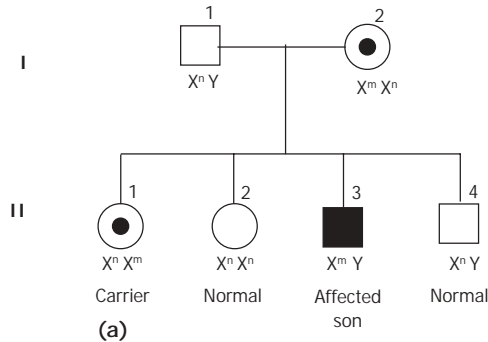 1
2
I
Xⁿ Y
Xᵐ Xⁿ
1 2 3 4
II
Xⁿ Xᵐ Xⁿ Xⁿ Xᵐ Y Xⁿ Y
Carrier Normal Affected Normal
son
(a)